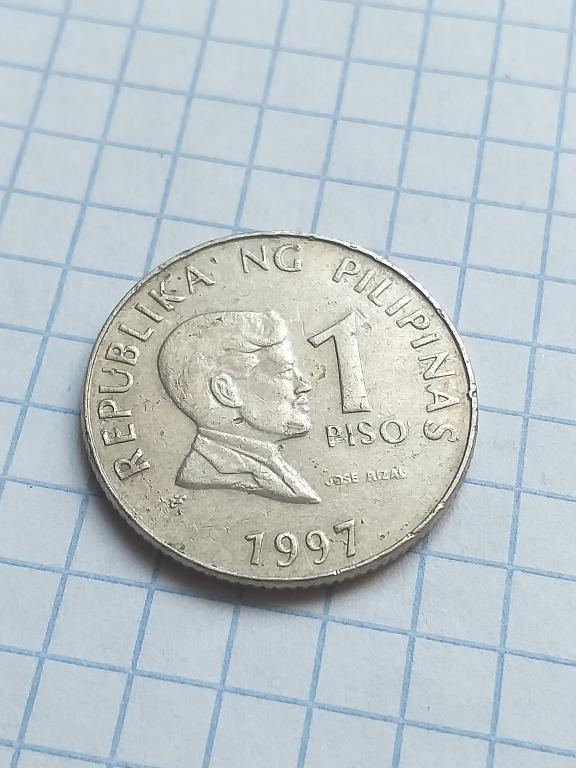 REPUBLIKA NG PILIPINAS
1
PISO
JOSE RIZAL
1997